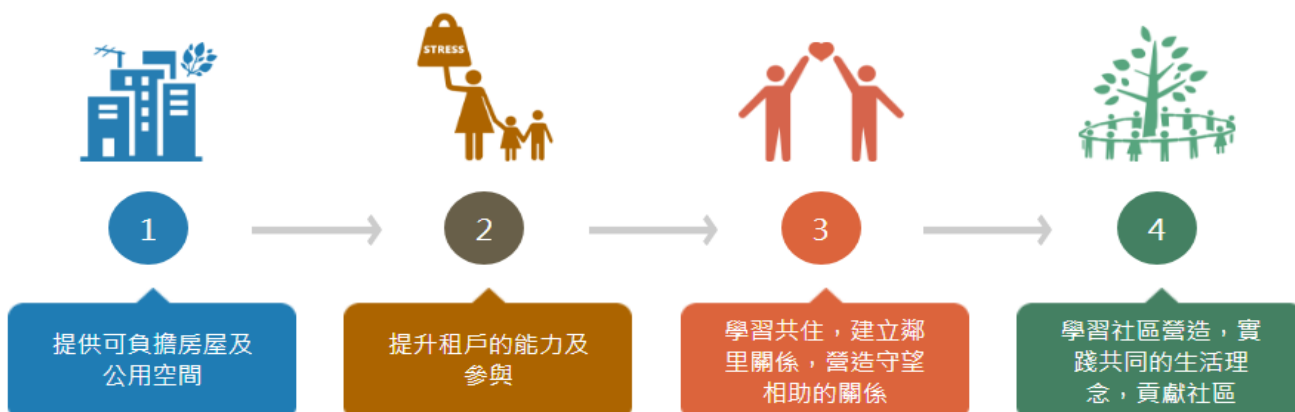 STRESS
1
2
3
4
提供可負擔房屋及
公用空間
提升租戶的能力及
參與
學習共住，建立鄰
里關係，營造守望
相助的關係
學習社區營造，實
踐共同的生活理
念，貢獻社區